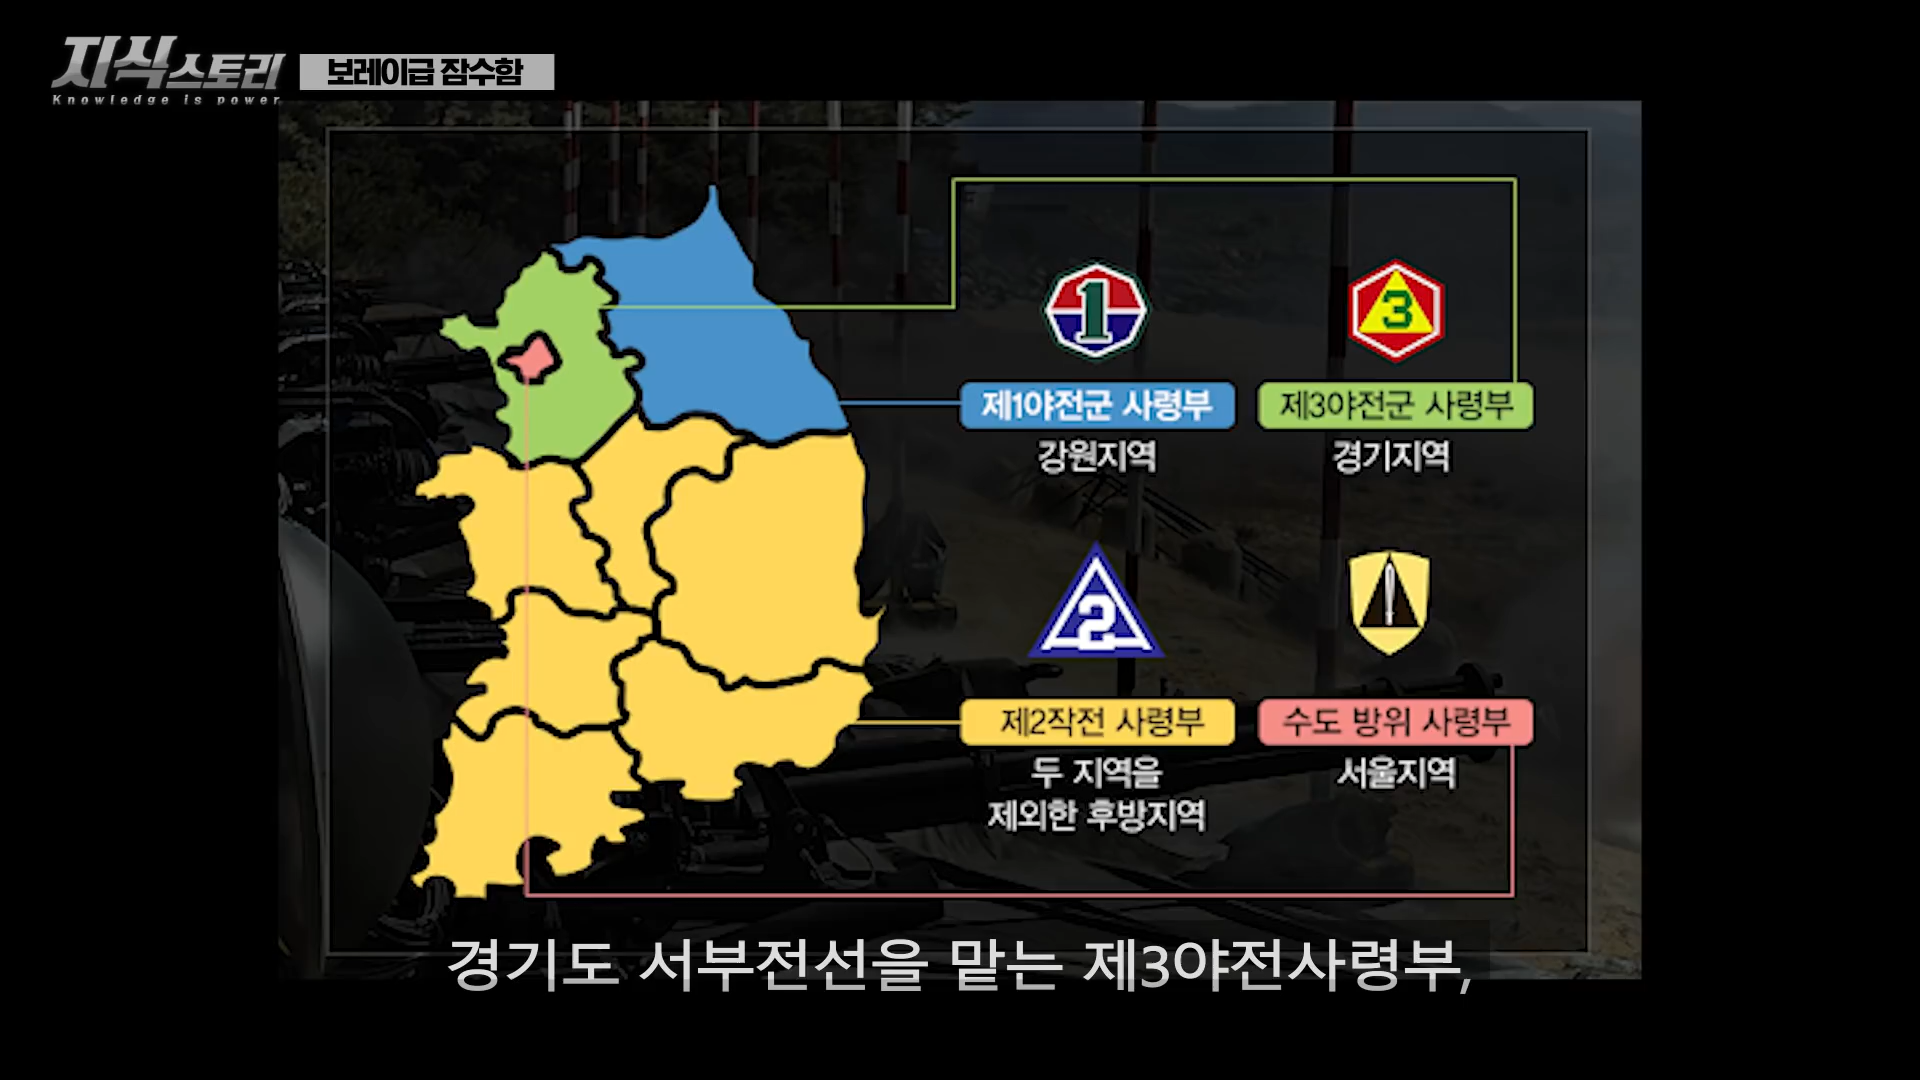 지식스토리
Knowledge is power
보레이급 잠수함
1
3
제1야전군 사령부
제3야전군 사령부
강원지역
경기지역
2
제2작전 사령부
수도 방위 사령부
두 지역을
제외한 후방지역
서울지역
경기도 서부전선을 맡는 제3야전사령부,